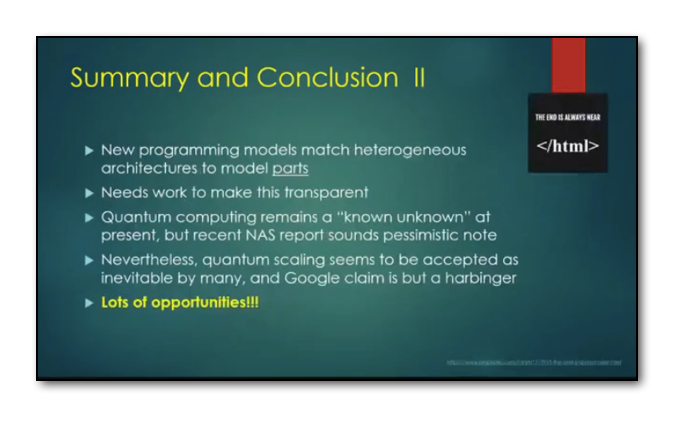 Summary and Conclusion II
THE END IS ALWAYS NEAR
</html>
New programming models match heterogeneous
architectures to model parts
Needs work to make this transparent
Quantum computing remains a “known unknown” at
present, but recent NAS report sounds pessimistic note
Nevertheless, quantum scaling seems to be accepted as
inevitable by many, and Google claim is but a harbinger
Lots of opportunities!!!